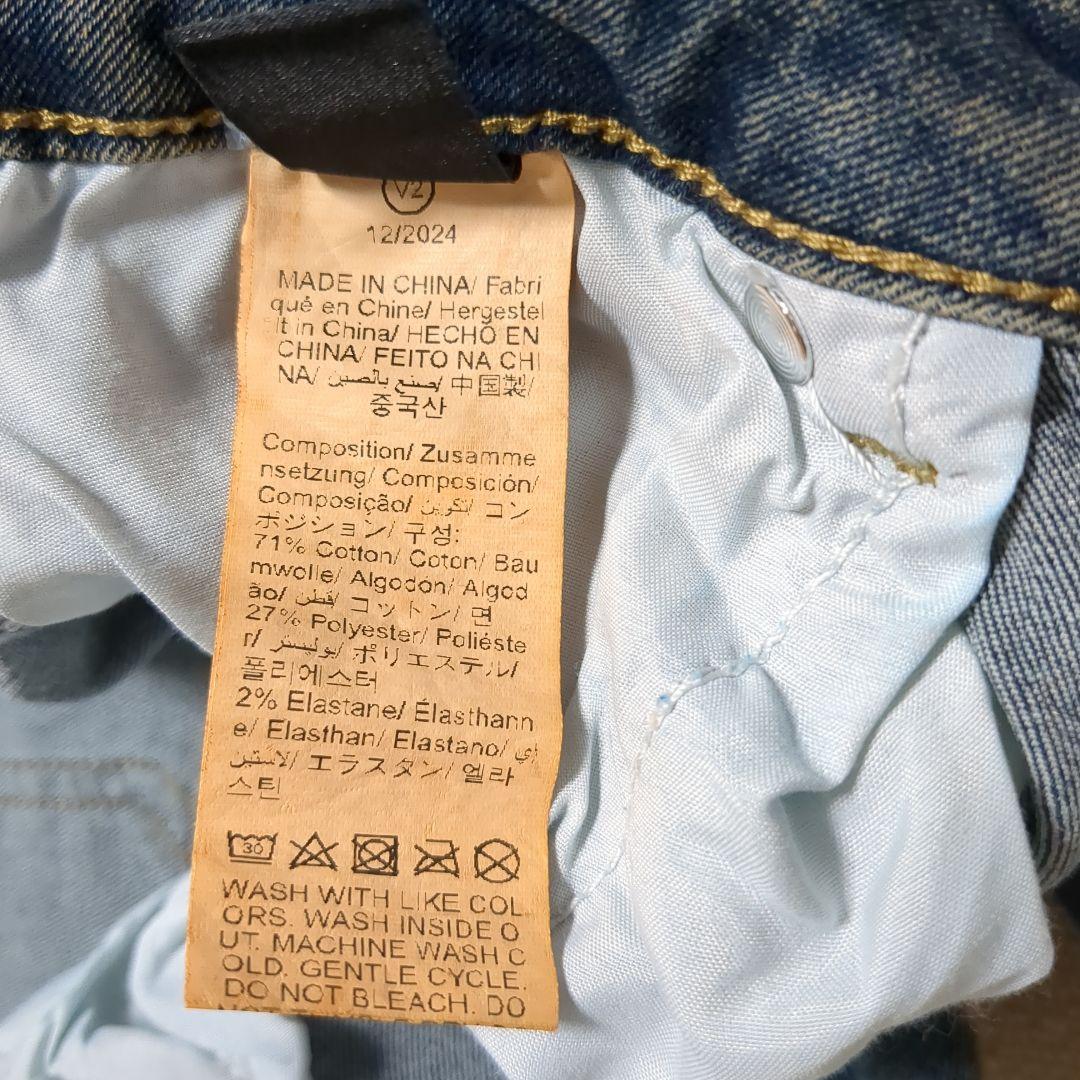 V2
12/2024
MADE IN CHINA/ Fabri
qué en Chine/ Hergestel
lt in China/ HECHO EN
CHINA/ FEITO NA CHI
NA/ صنع بالصين/ 中国製/
중국산
Composition/ Zusamme
nsetzung/ Composición/
Composição/ تكوين/ コン
ポジション/ 구성:
71% Cotton/ Coton/ Bau
mwolle/ Algodón/ Algod
ão/ قطن/ コットン/ 면
27% Polyester/ Poliéste
r/ بوليستر/ ポリエステル/
폴리에스터
2% Elastane/ Élasthann
e/ Elasthan/ Elastano/ إي
لاستين/ エラスタン/ 엘라
스틴
30
WASH WITH LIKE COL
ORS. WASH INSIDE O
UT. MACHINE WASH C
OLD. GENTLE CYCLE.
DO NOT BLEACH. DO